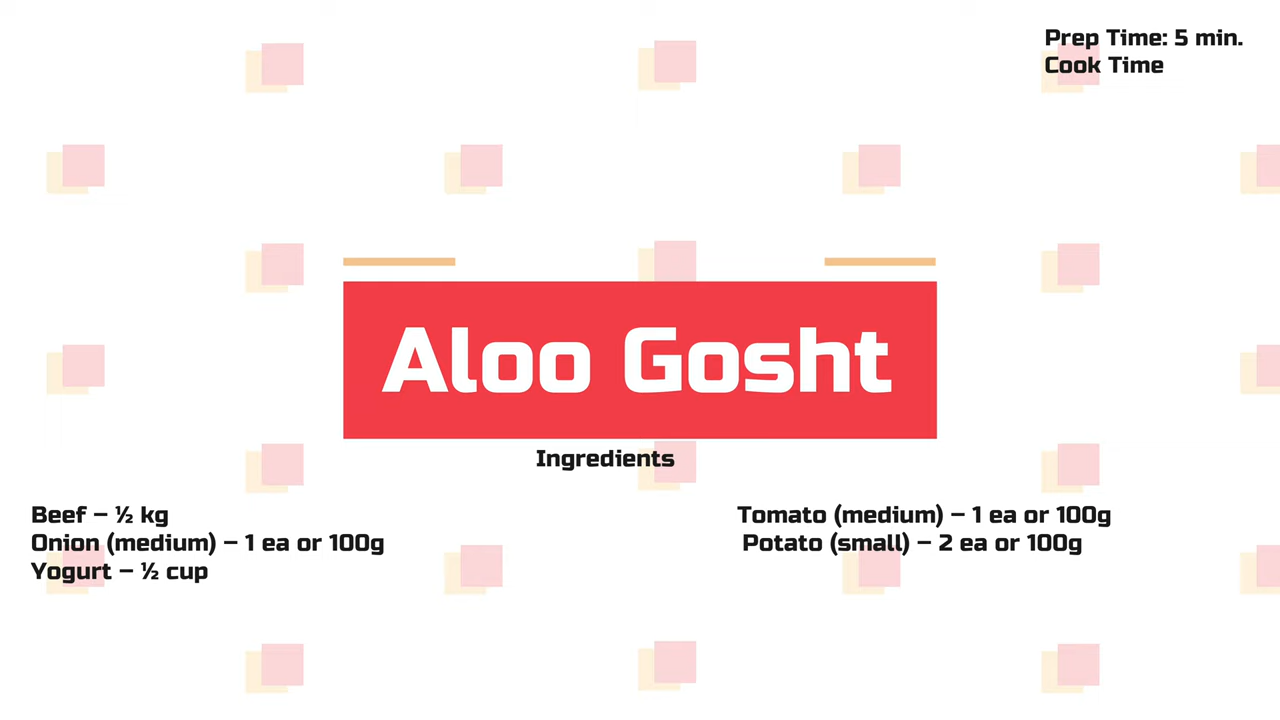 Prep Time: 5 min.
Cook Time
Aloo Gosht
Ingredients
Beef – ½ kg
Onion (medium) – 1 ea or 100g
Yogurt – ½ cup
Tomato (medium) – 1 ea or 100g
Potato (small) – 2 ea or 100g